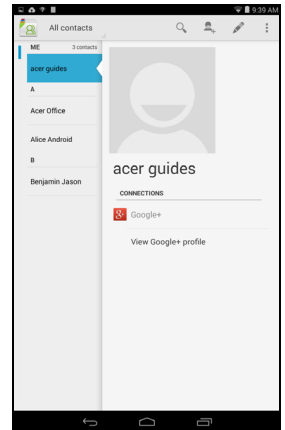 9:39 AM
All contacts
ME 3 contacts
acer guides
A
Acer Office
Alice Android
B
Benjamin Jason
acer guides
CONNECTIONS
Google+
View Google+ profile